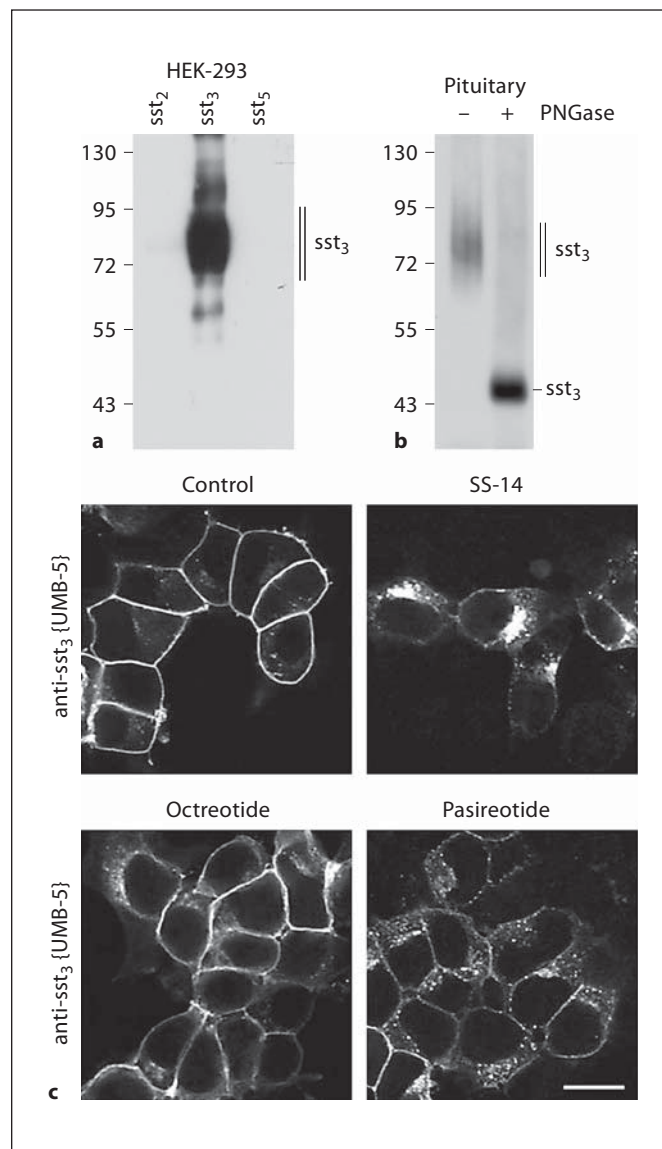 HEK-293
sst2 sst3 sst5
130
95
72
55
43
sst3
a
Pituitary
– + PNGase
130
95
72
55
43
sst3
sst3
b
Control SS-14
anti-sst3 {UMB-5}
Octreotide Pasireotide
anti-sst3 {UMB-5}
c